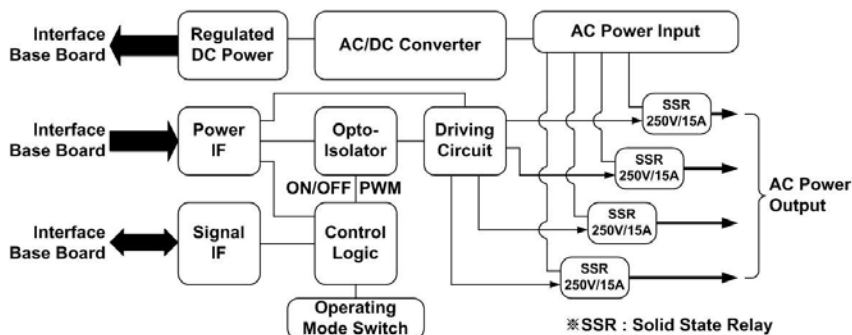 Interface
Base Board
Regulated
DC Power
AC/DC Converter
AC Power Input
Interface
Base Board
Power
IF
Opto-
Isolator
Driving
Circuit
SSR
250V/15A
SSR
250V/15A
ON/OFF
PWM
AC Power
Output
Interface
Base Board
Signal
IF
Control
Logic
SSR
250V/15A
SSR
250V/15A
Operating
Mode Switch
※SSR : Solid State Relay